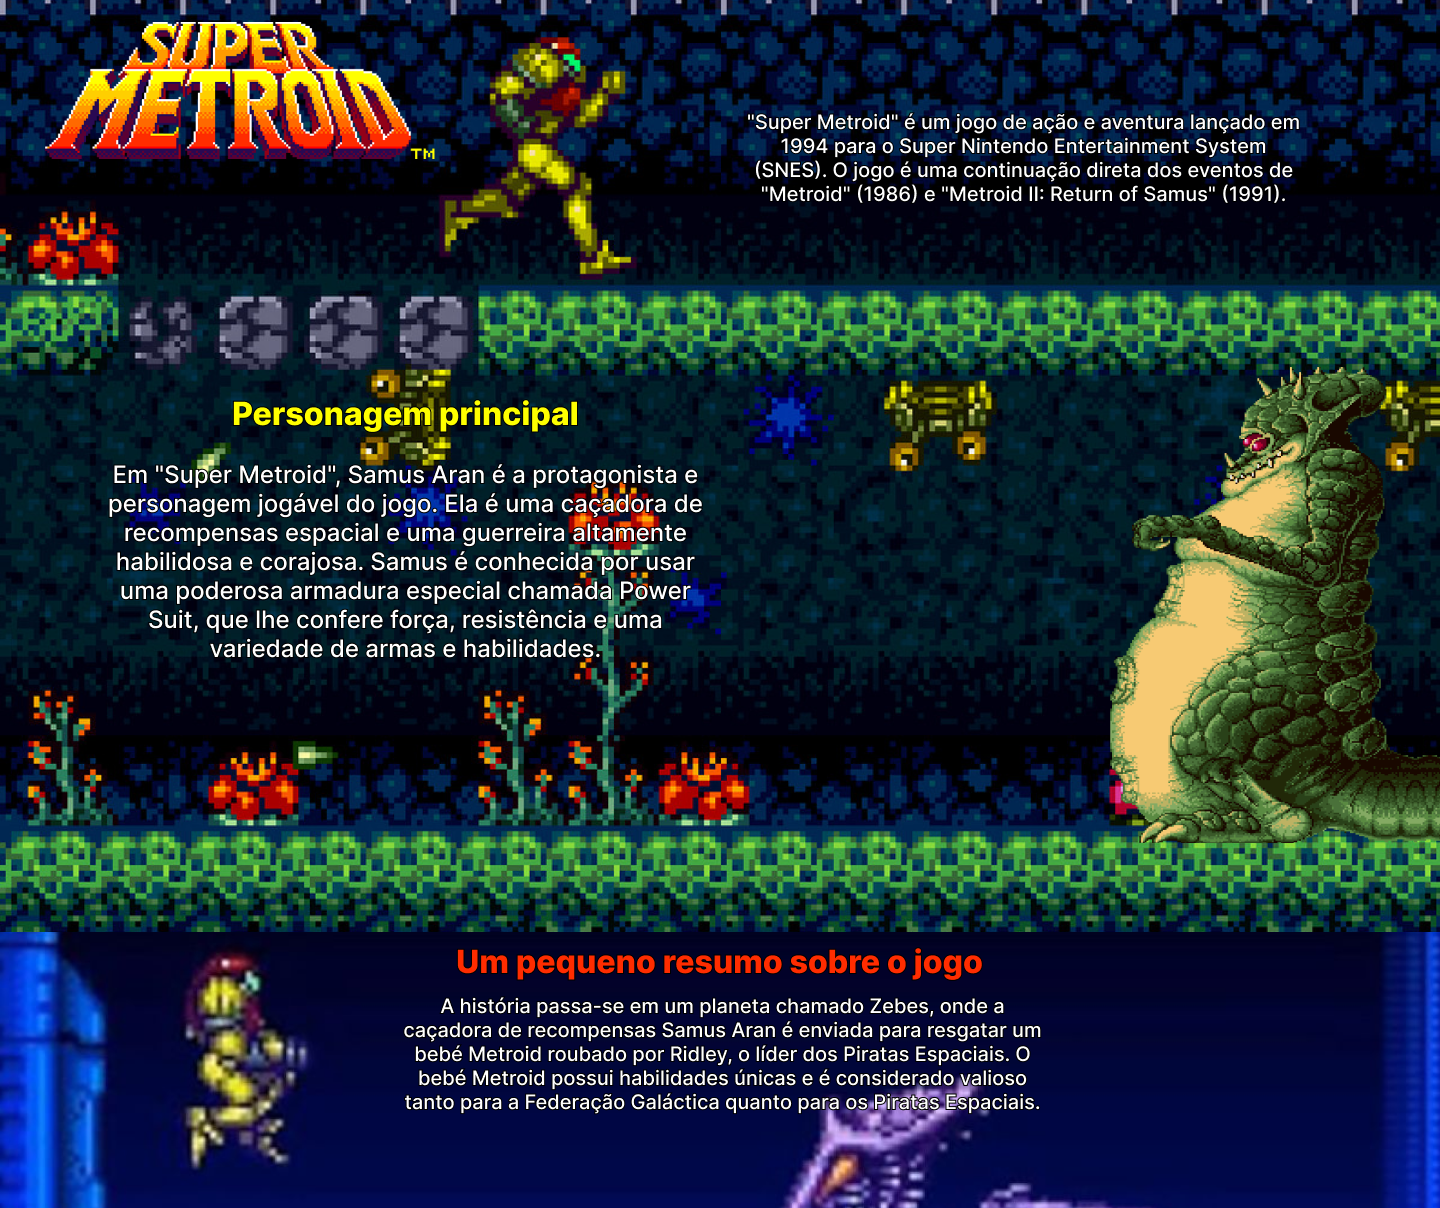 SUPER
METROID
TM
"Super Metroid" é um jogo de ação e aventura lançado em
1994 para o Super Nintendo Entertainment System
(SNES). O jogo é uma continuação direta dos eventos de
"Metroid" (1986) e "Metroid II: Return of Samus" (1991).
Personagem principal
Em "Super Metroid", Samus Aran é a protagonista e
personagem jogável do jogo. Ela é uma caçadora de
recompensas espacial e uma guerreira altamente
habilidosa e corajosa. Samus é conhecida por usar
uma poderosa armadura especial chamada Power
Suit, que lhe confere força, resistência e uma
variedade de armas e habilidades.
Um pequeno resumo sobre o jogo
A história passa-se em um planeta chamado Zebes, onde a
caçadora de recompensas Samus Aran é enviada para resgatar um
bebé Metroid roubado por Ridley, o líder dos Piratas Espaciais. O
bebé Metroid possui habilidades únicas e é considerado valioso
tanto para a Federação Galáctica quanto para os Piratas Espaciais.